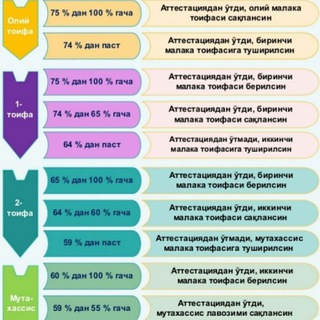 Олий
тоифа
75 % дан 100 % гача
Аттестациядан ўтди, олий малака
тоифаси сақлансин
74 % дан паст
Аттестациядан ўтди, биринчи
малака тоифасига туширилсин
1-
тоифа
75 % дан 100 % гача
Аттестациядан ўтди, биринчи
малака тоифаси берилсин
74 % дан 65 % гача
Аттестациядан ўтди, биринчи
малака тоифаси сақлансин
64 % дан паст
Аттестациядан ўтмади, иккинчи
малака тоифасига туширилсин
2-
тоифа
65 % дан 100 % гача
Аттестациядан ўтди, биринчи
малака тоифаси берилсин
64 % дан 60 % гача
Аттестациядан ўтди, иккинчи
малака тоифаси сақлансин
59 % дан паст
Аттестациядан ўтмади, мутахассис
малака тоифасига туширилсин
Мута-
хассис
60 % дан 100 % гача
Аттестациядан ўтди, иккинчи
малака тоифаси берилсин
59 % дан 55 % гача
Аттестациядан ўтди,
мутахассис лавозими сақлансин